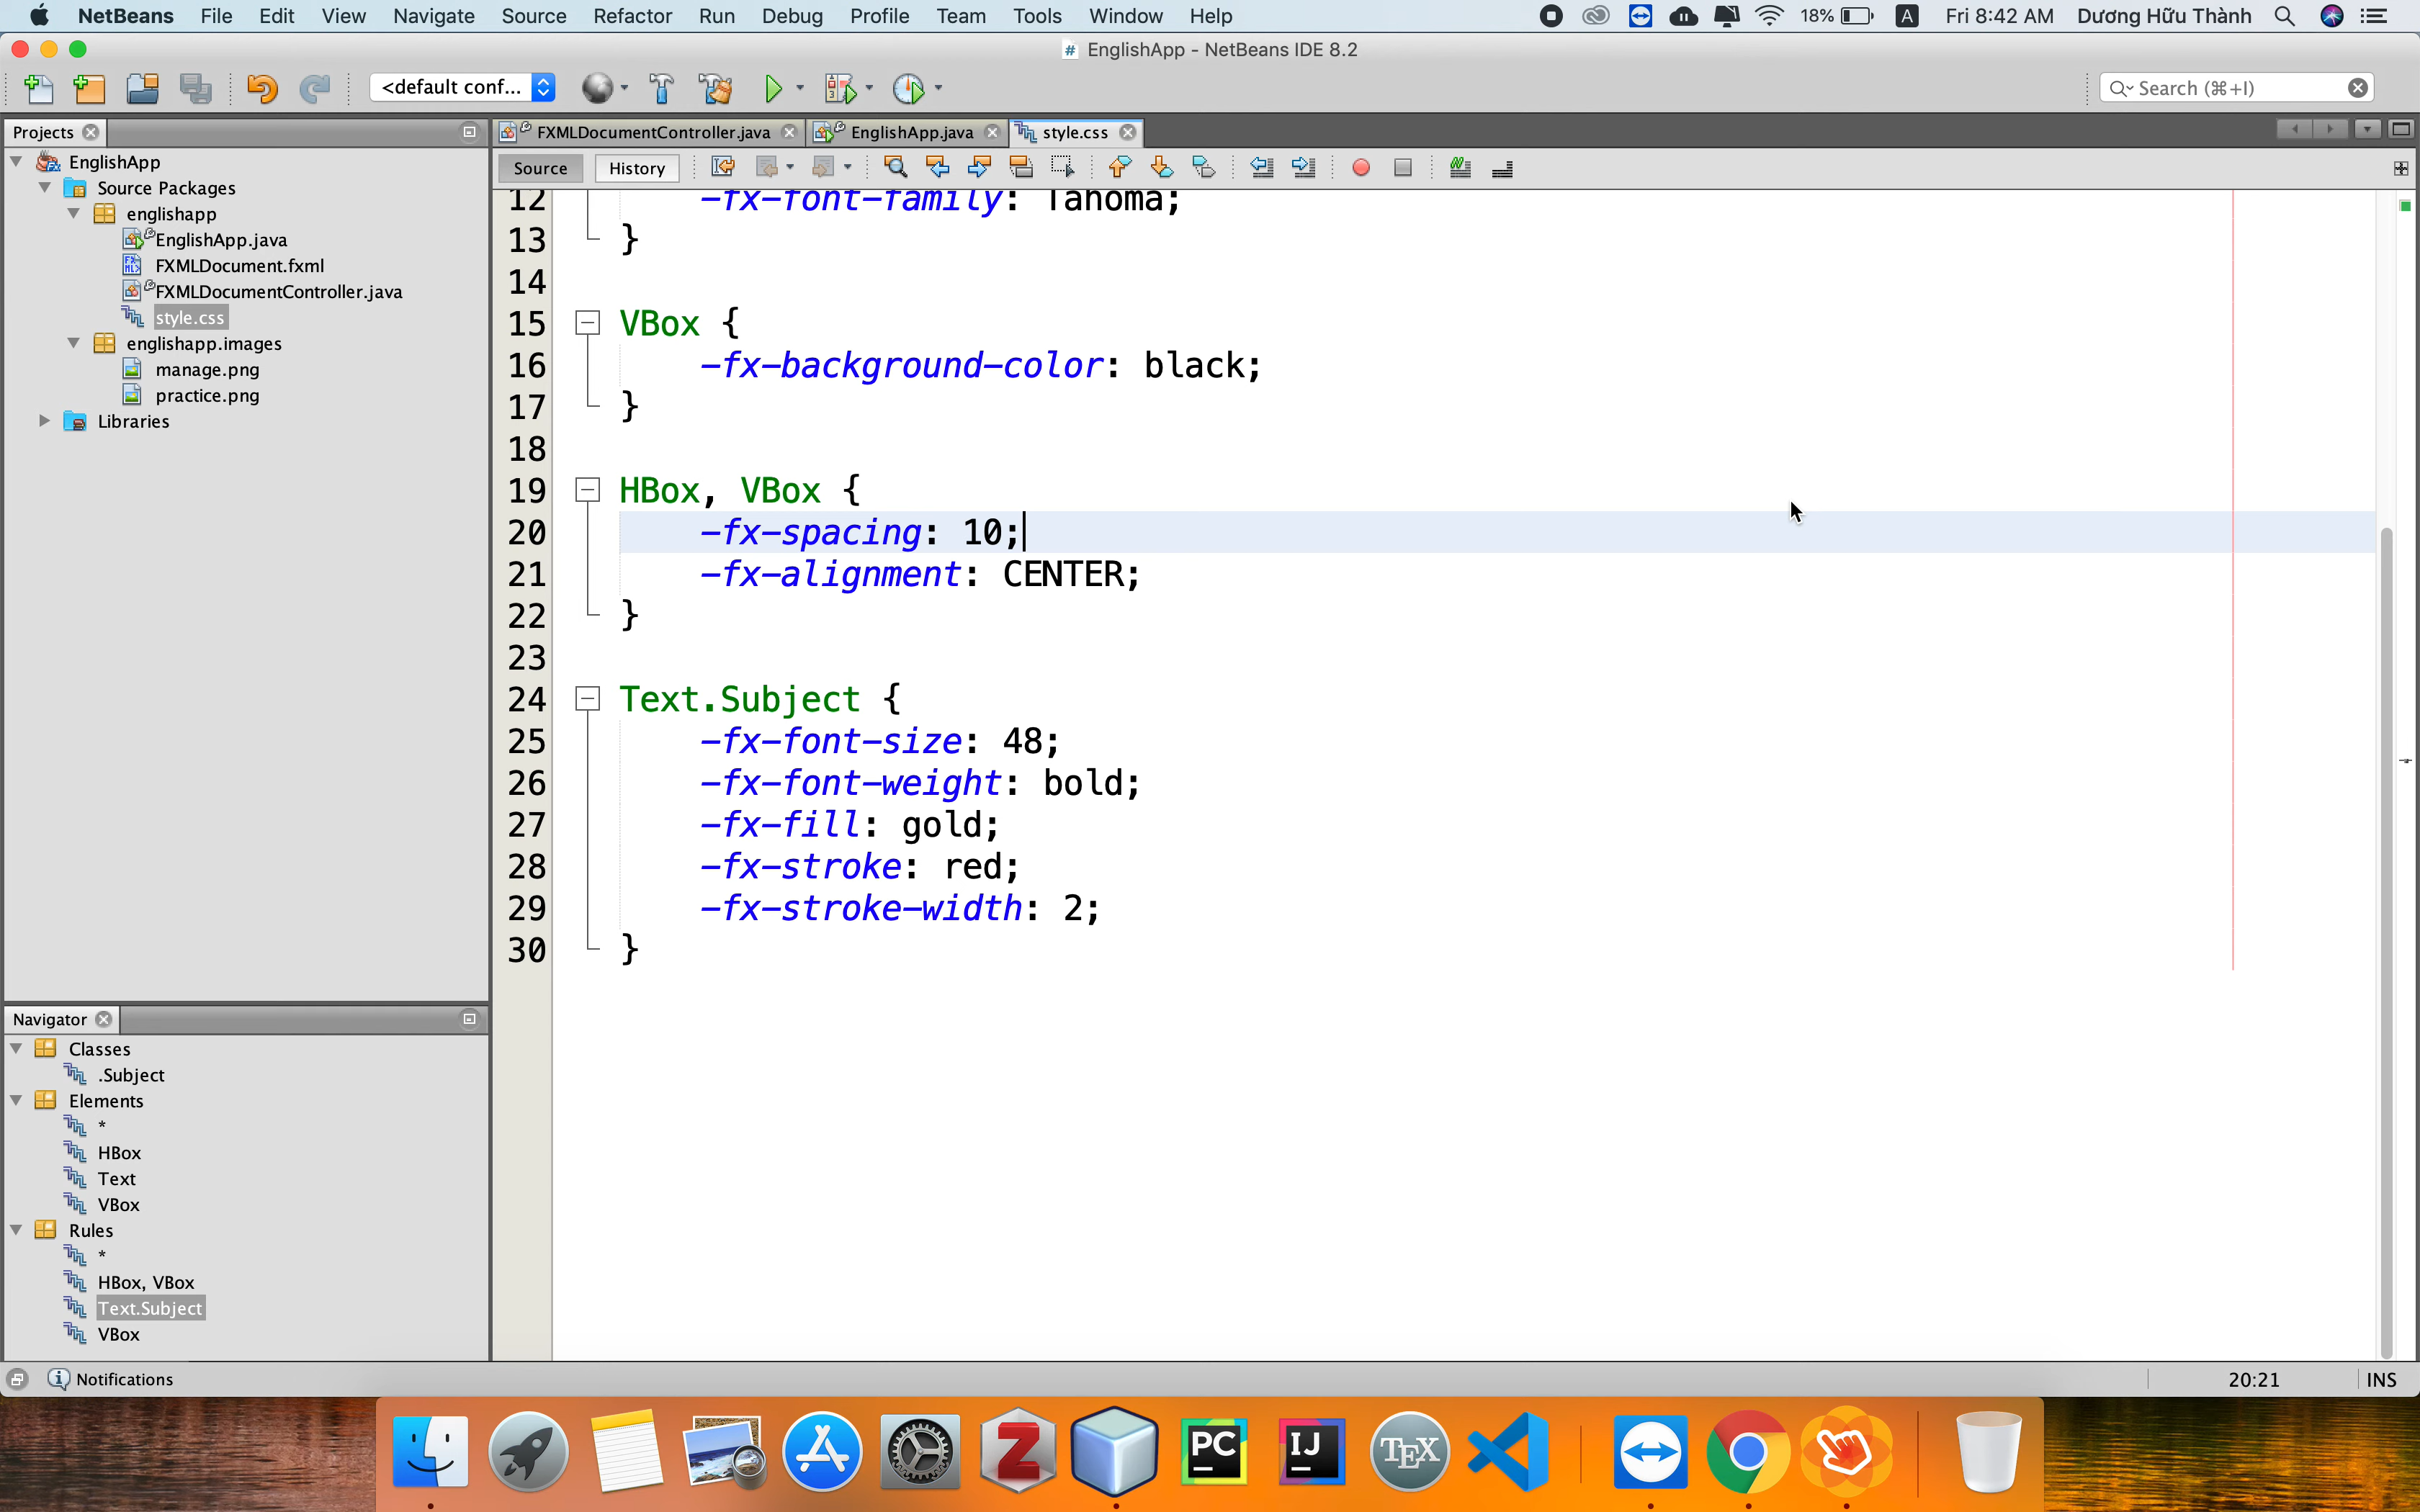 NetBeans File Edit View Navigate Source Refactor Run Debug Profile Team Tools Window Help 18% A Fri 8:42 AM Dương Hữu Thành
# EnglishApp - NetBeans IDE 8.2
<default conf... Search (⌘+I)
Projects
FXMLDocumentController.java EnglishApp.java style.css
Source History
EnglishApp
Source Packages
englishapp
EnglishApp.java
FXMLDocument.fxml
FXMLDocumentController.java
style.css
englishapp.images
manage.png
practice.png
Libraries
12 -fx-font-family: Tahoma;
13 }
14
15 VBox {
16 -fx-background-color: black;
17 }
18
19 HBox, VBox {
20 -fx-spacing: 10;
21 -fx-alignment: CENTER;
22 }
23
24 Text.Subject {
25 -fx-font-size: 48;
26 -fx-font-weight: bold;
27 -fx-fill: gold;
28 -fx-stroke: red;
29 -fx-stroke-width: 2;
30 }
Navigator
Classes
.Subject
Elements
*
HBox
Text
VBox
Rules
*
HBox, VBox
Text.Subject
VBox
Notifications 20:21 INS
Z PC IJ TEX